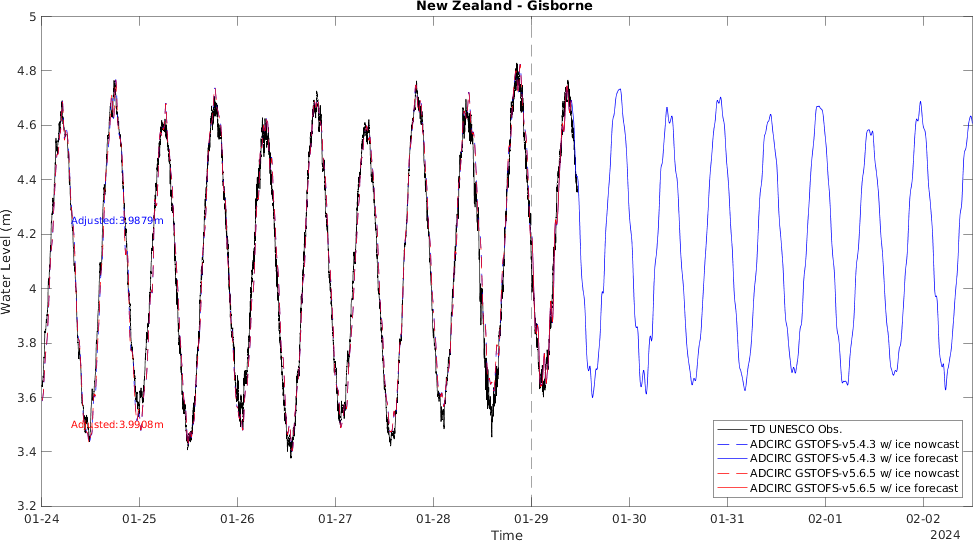 New Zealand - Gisborne
5
4.8
4.6
4.4
4.2
4
3.8
3.6
3.4
3.2
Water Level (m)
Adjusted:3.9879m
Adjusted:3.9908m
TD UNESCO Obs.
ADCIRC GSTOFS-v5.4.3 w/ ice nowcast
ADCIRC GSTOFS-v5.4.3 w/ ice forecast
ADCIRC GSTOFS-v5.6.5 w/ ice nowcast
ADCIRC GSTOFS-v5.6.5 w/ ice forecast
01-24 01-25 01-26 01-27 01-28 01-29 01-30 01-31 02-01 02-02
Time
2024